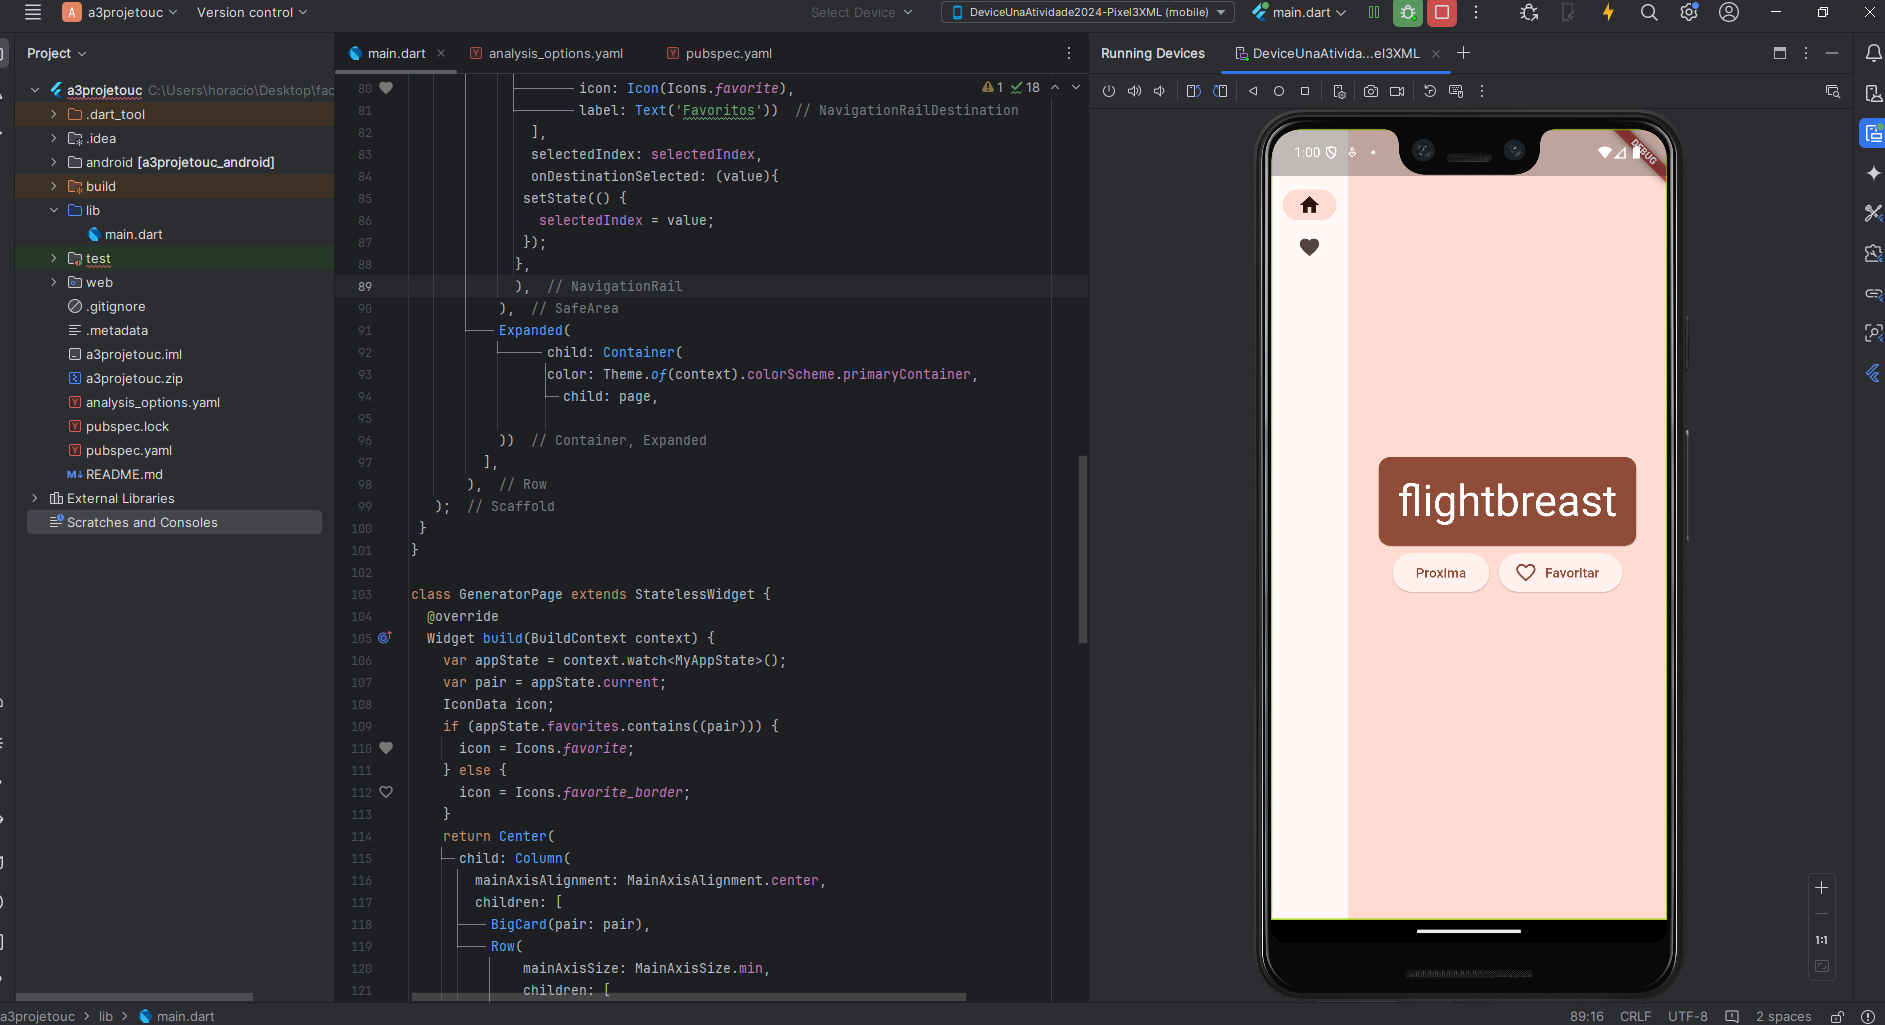 A a3projetouc Version control Select Device DeviceUnaAtividade2024-Pixel3XML (mobile) main.dart
Project
a3projetouc C:\Users\horacio\Desktop\fac
.dart_tool
.idea
android [a3projetouc_android]
build
lib
main.dart
test
web
.gitignore
.metadata
a3projetouc.iml
a3projetouc.zip
Y analysis_options.yaml
Y pubspec.lock
Y pubspec.yaml
M↓ README.md
External Libraries
Scratches and Consoles
main.dart Y analysis_options.yaml Y pubspec.yaml
1 18
80 icon: Icon(Icons.favorite),
81 label: Text('Favoritos')) // NavigationRailDestination
82 ],
83 selectedIndex: selectedIndex,
84 onDestinationSelected: (value){
85 setState(() {
86 selectedIndex = value;
87 });
88 },
89 ), // NavigationRail
90 ), // SafeArea
91 Expanded(
92 child: Container(
93 color: Theme.of(context).colorScheme.primaryContainer,
94 child: page,
95
96 )) // Container, Expanded
97 ],
98 ), // Row
99 ); // Scaffold
100 }
101 }
102
103 class GeneratorPage extends StatelessWidget {
104 @override
105 Widget build(BuildContext context) {
106 var appState = context.watch<MyAppState>();
107 var pair = appState.current;
108 IconData icon;
109 if (appState.favorites.contains((pair))) {
110 icon = Icons.favorite;
111 } else {
112 icon = Icons.favorite_border;
113 }
114 return Center(
115 child: Column(
116 mainAxisAlignment: MainAxisAlignment.center,
117 children: [
118 BigCard(pair: pair),
119 Row(
120 mainAxisSize: MainAxisSize.min,
121 children: [
Running Devices DeviceUnaAtivida...el3XML
1:00
DEBUG
flightbreast
Proxima Favoritar
1:1
a3projetouc > lib > main.dart
89:16 CRLF UTF-8 2 spaces